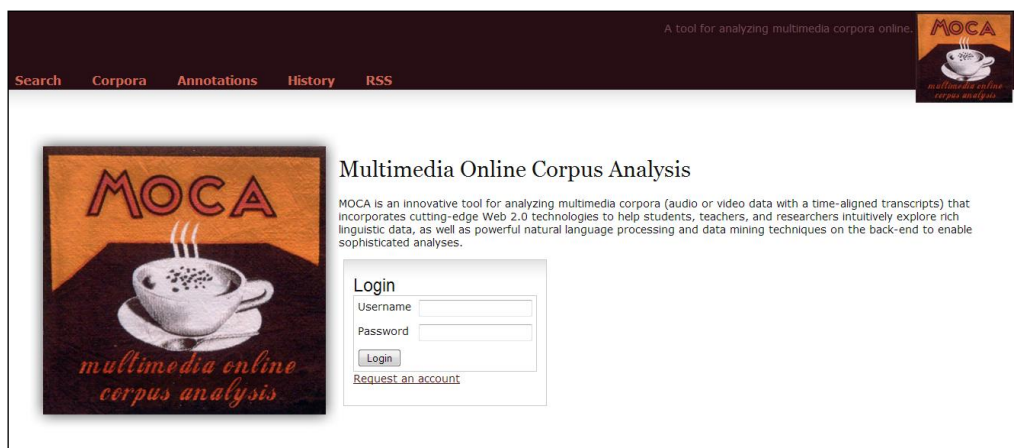 A tool for analyzing multimedia corpora online.
MOCA
multimedia online
corpus analysis
Search Corpora Annotations History RSS
MOCA
multimedia online
corpus analysis
Multimedia Online Corpus Analysis
MOCA is an innovative tool for analyzing multimedia corpora (audio or video data with a time-aligned transcripts) that
incorporates cutting-edge Web 2.0 technologies to help students, teachers, and researchers intuitively explore rich
linguistic data, as well as powerful natural language processing and data mining techniques on the back-end to enable
sophisticated analyses.
Login
Username
Password
Login
Request an account